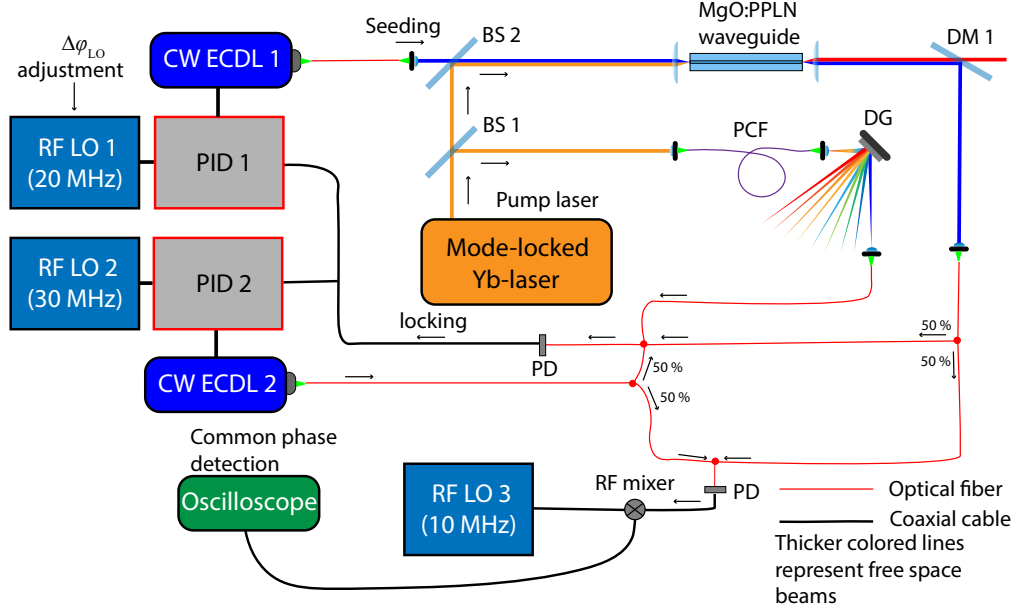 Δφ_LO
adjustment
CW ECDL 1
Seeding
BS 2
MgO:PPLN
waveguide
DM 1
RF LO 1
(20 MHz)
PID 1
BS 1
PCF
DG
Pump laser
Mode-locked
Yb-laser
RF LO 2
(30 MHz)
PID 2
locking
PD
50 %
50 %
CW ECDL 2
50 %
50 %
Common phase
detection
Oscilloscope
RF LO 3
(10 MHz)
RF mixer
PD
Optical fiber
Coaxial cable
Thicker colored lines
represent free space
beams